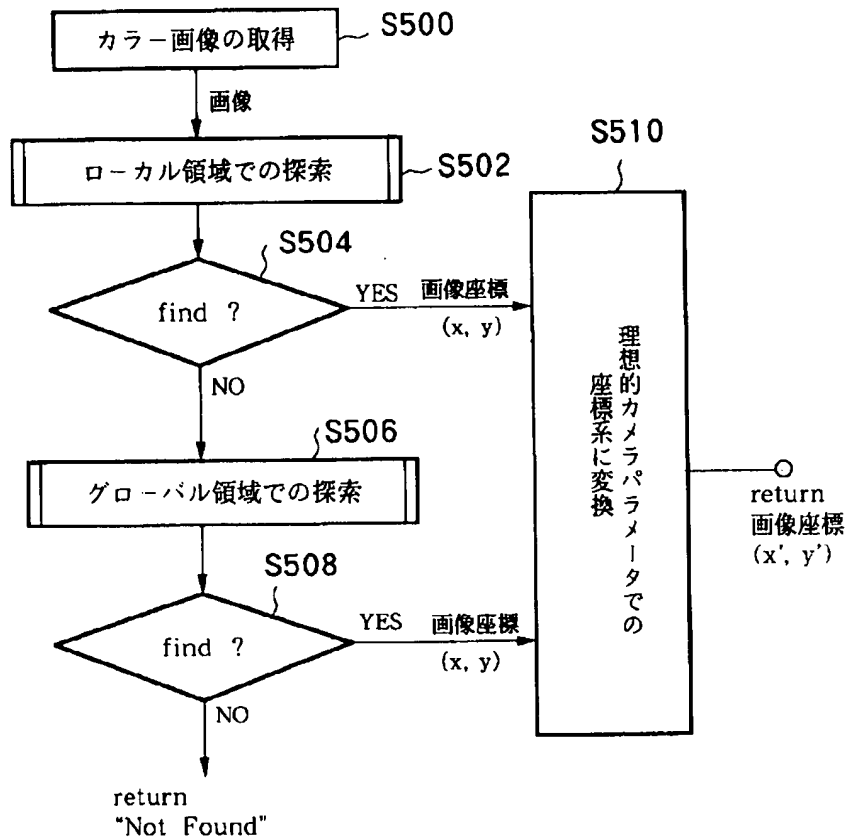 カラー画像の取得
S500
画像
ローカル領域での探索
S502
S504
find ?
YES
画像座標
(x, y)
NO
S506
グローバル領域での探索
S508
find ?
YES
画像座標
(x, y)
NO
return
"Not Found"
S510
理想的カメラパラメータでの
座標系に変換
return
画像座標
(x', y')